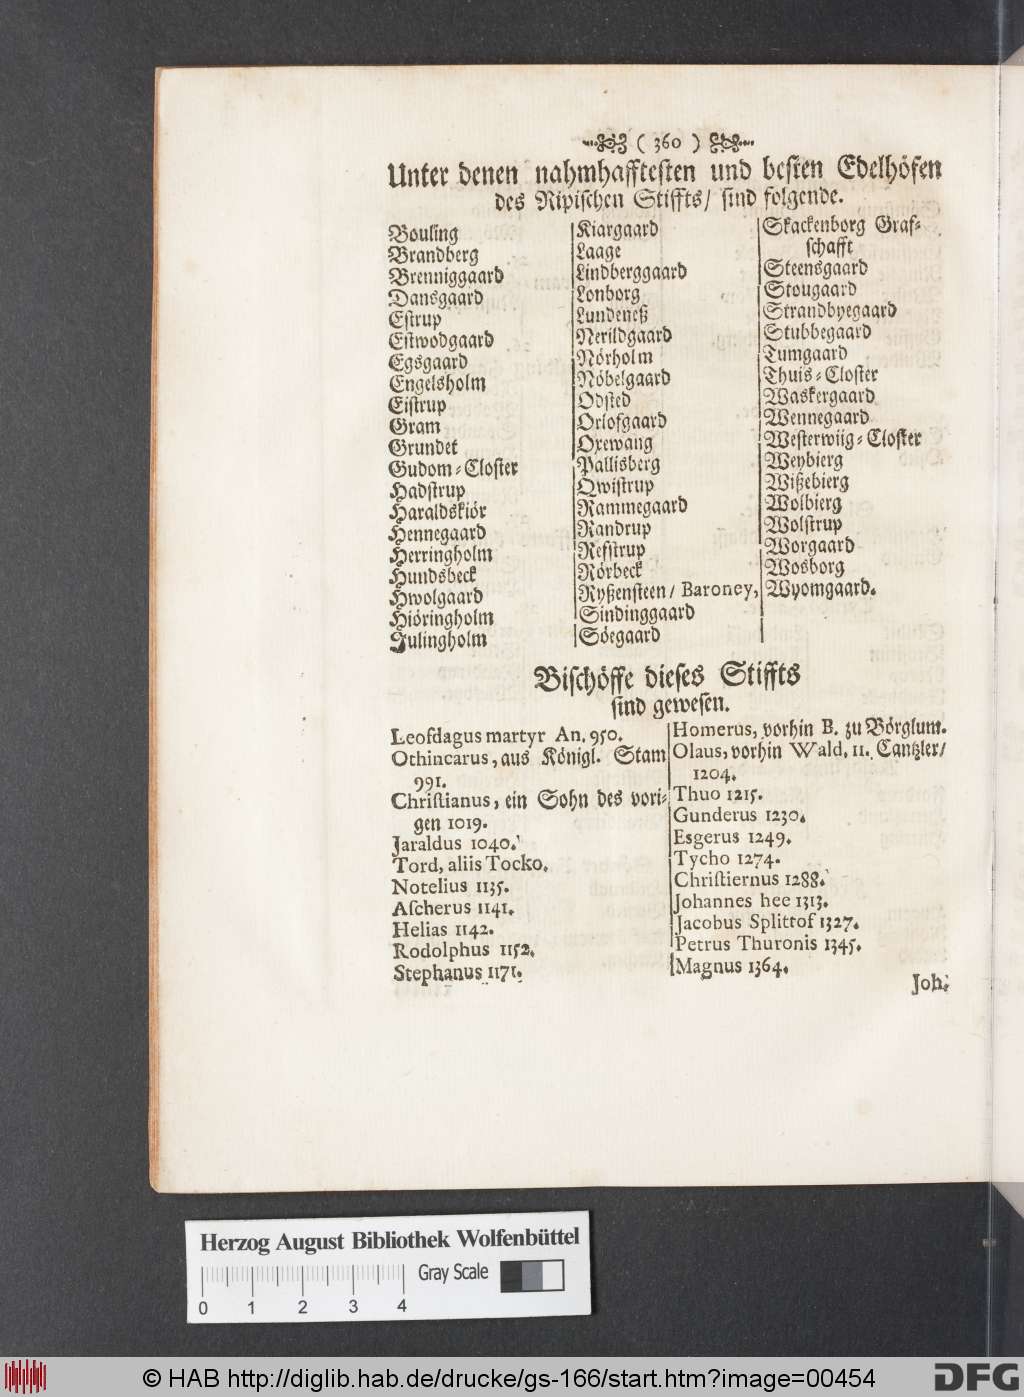 ( 360 )
Unter denen nahmhafftesten und besten Edelhöfen
des Ripischen Stiffts/ sind folgende.
Bouling
Brandberg
Brenniggaard
Dansgaard
Estrup
Estwodgaard
Egsgaard
Engelsholm
Eistrup
Gram
Grundet
Gudom-Closter
Hadstrup
Haraldskiör
Hennegaard
Herringholm
Hundsbeck
Hwolgaard
Hiöringholm
Julingholm
Kiargaard
Laage
Lindberggaard
Lonborg
Lundeneß
Nerildgaard
Nörholm
Nöbelgaard
Odsted
Orlofgaard
Oxewang
Pallisberg
Qwistrup
Rammegaard
Randrup
Refstrup
Rörbeck
Ryßensteen/ Baroney,
Sindinggaard
Söegaard
Skackenborg Graf-
schafft
Steensgaard
Stougaard
Strandbyegaard
Stubbegaard
Tumgaard
Thuis-Closter
Waskergaard
Wennegaard
Westerwiig-Closter
Weybierg
Wißebierg
Wolbierg
Wolstrup
Worgaard
Wosborg
Wyomgaard.
Bischöffe dieses Stiffts
sind gewesen.
Leofdagus martyr An. 950.
Othincarus, aus Königl. Stam
991.
Christianus, ein Sohn des vori-
gen 1019.
Jaraldus 1040.
Tord, aliis Tocko.
Notelius 1135.
Ascherus 1141.
Helias 1142.
Rodolphus 1152.
Stephanus 1171.
Homerus, vorhin B. zu Börglum.
Olaus, vorhin Wald. II. Cantzler/
1204.
Thuo 1215.
Gunderus 1230.
Esgerus 1249.
Tycho 1274.
Christiernus 1288.
Johannes hee 1313.
Jacobus Splittof 1327.
Petrus Thuronis 1345.
Magnus 1364.
Joh.
Herzog August Bibliothek Wolfenbüttel
Gray Scale
0 1 2 3 4
© HAB http://diglib.hab.de/drucke/gs-166/start.htm?image=00454
DFG